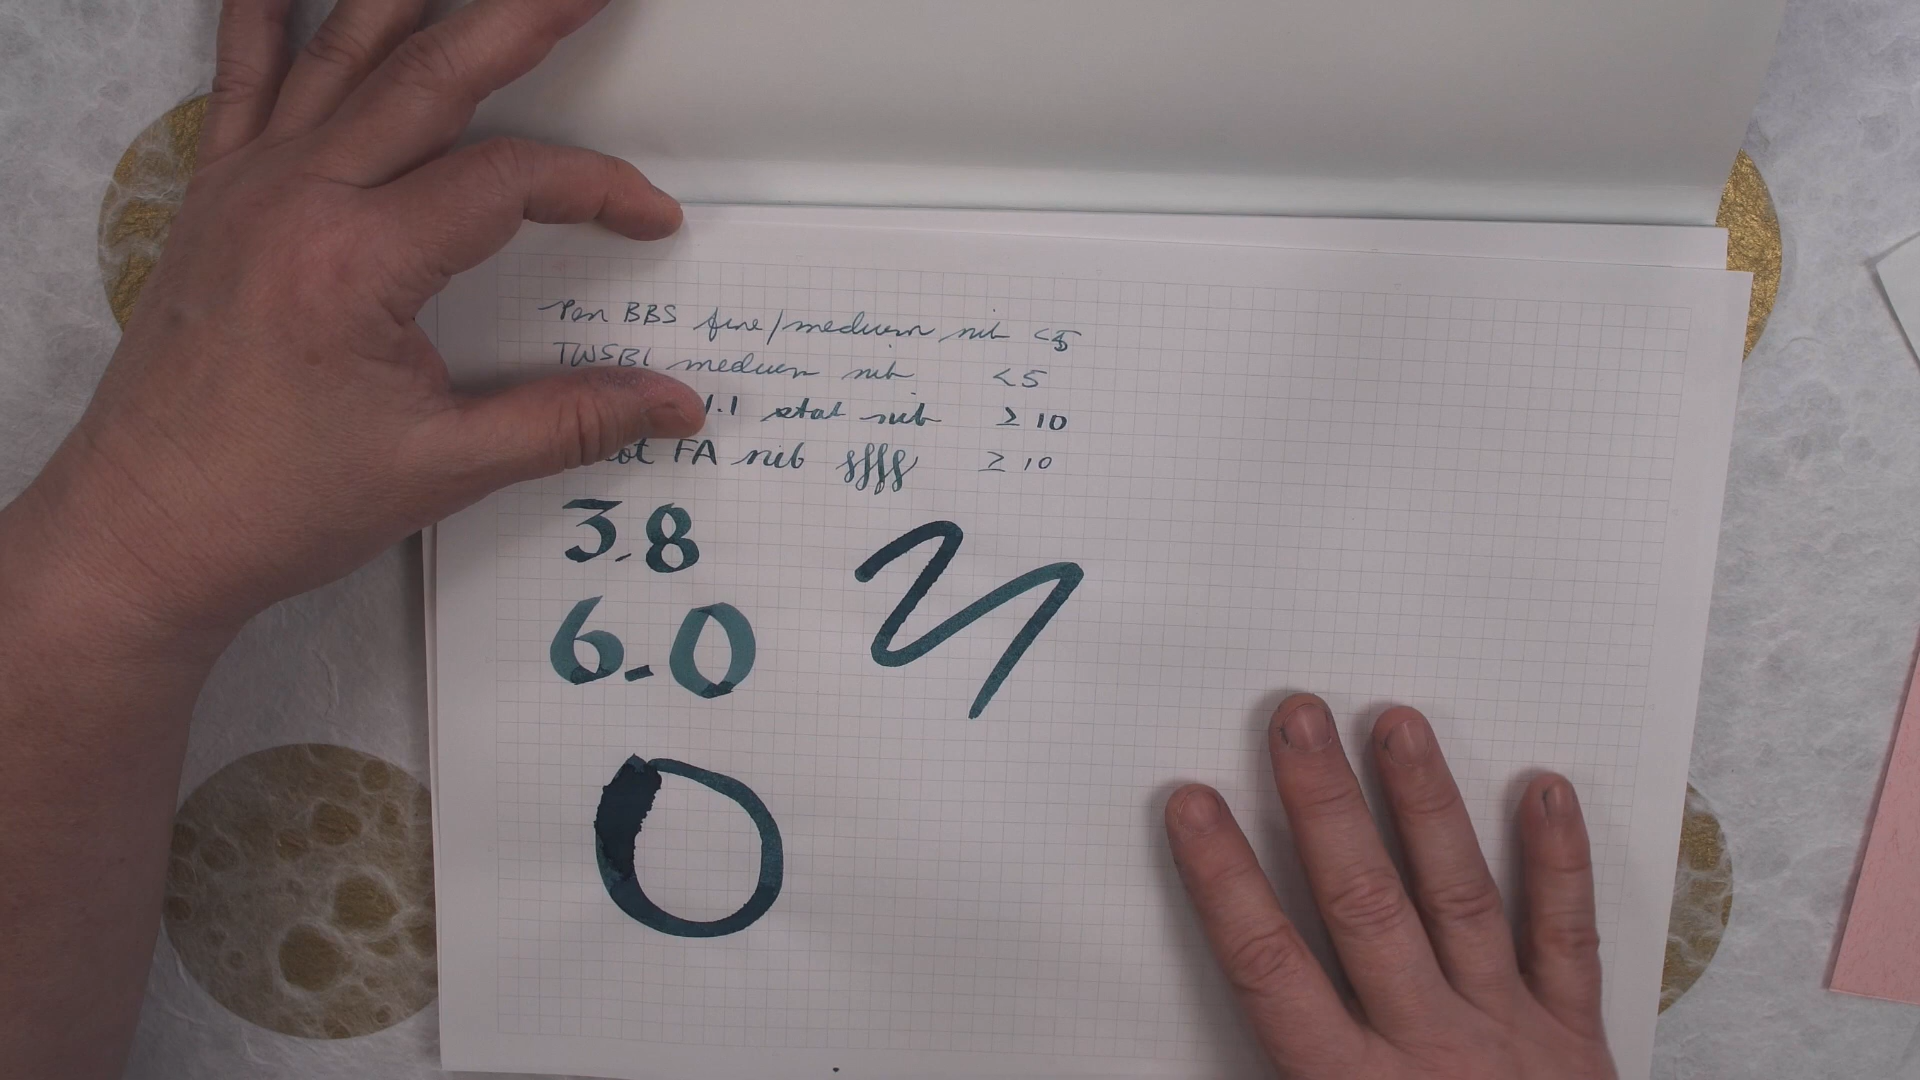 Pen BBS fine/medium nib <5
TWSBI medium nib <5
1.1 stub nib ≥ 10
FA nib ≥ 10
3.8
6.0